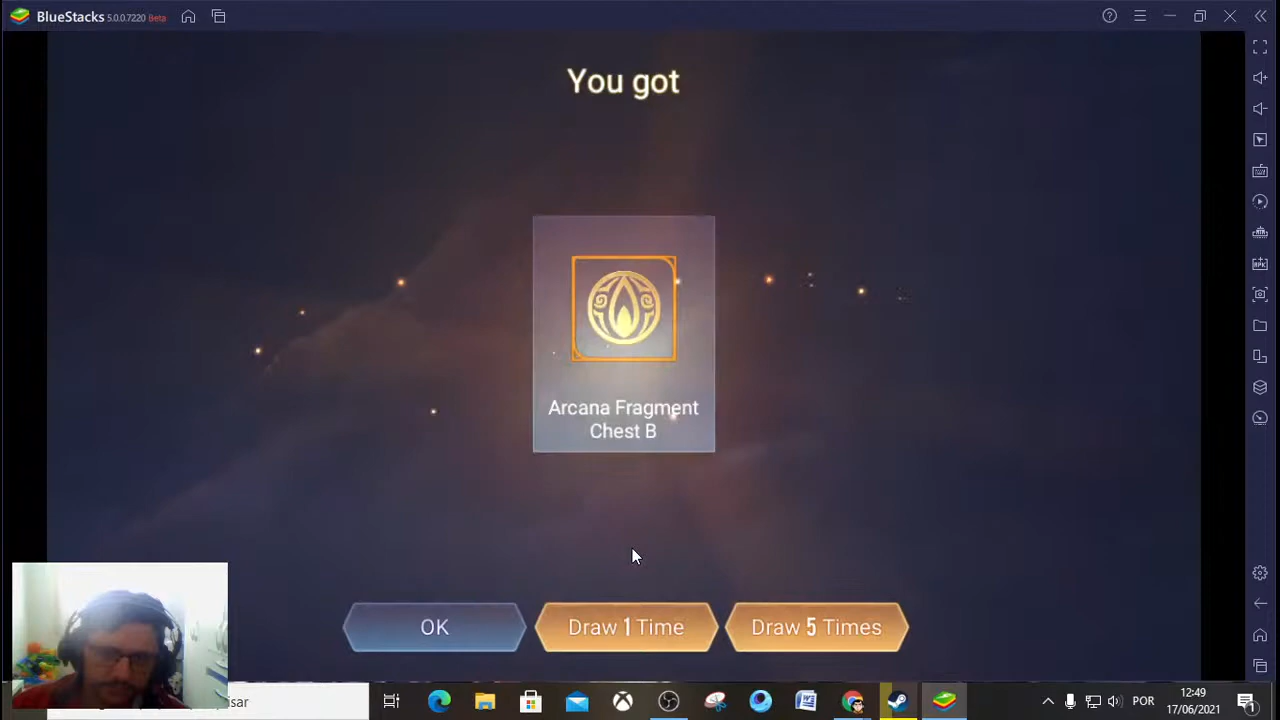 BlueStacks 5.0.0.7220 Beta
You got
Arcana Fragment
Chest B
OK
Draw 1 Time
Draw 5 Times
sar
POR
12:49
17/06/2021